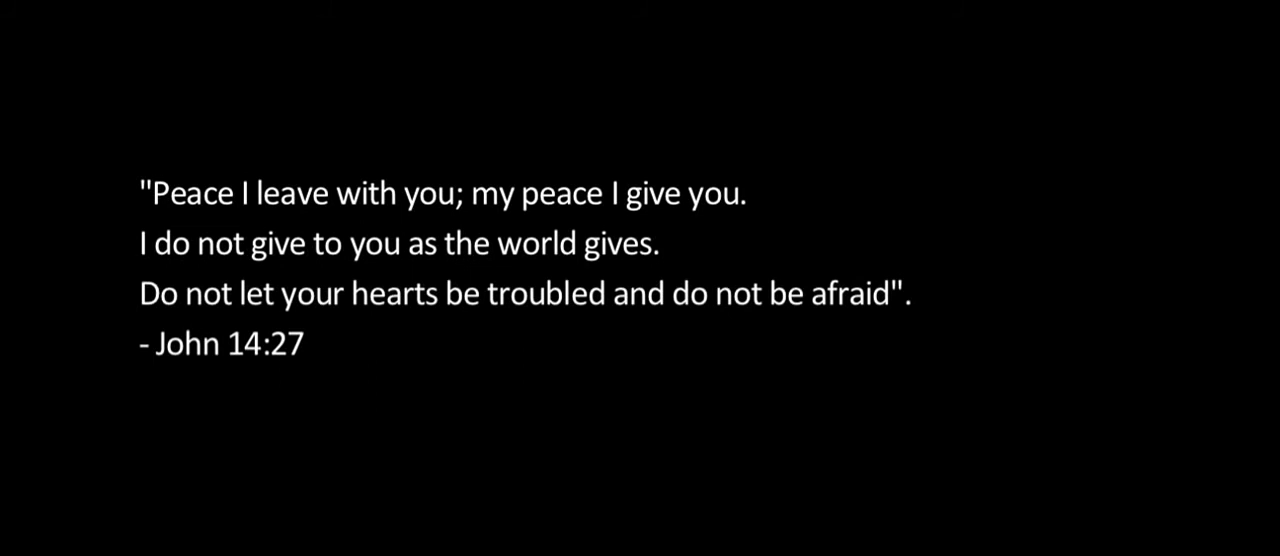 "Peace I leave with you; my peace I give you.
I do not give to you as the world gives.
Do not let your hearts be troubled and do not be afraid".
- John 14:27